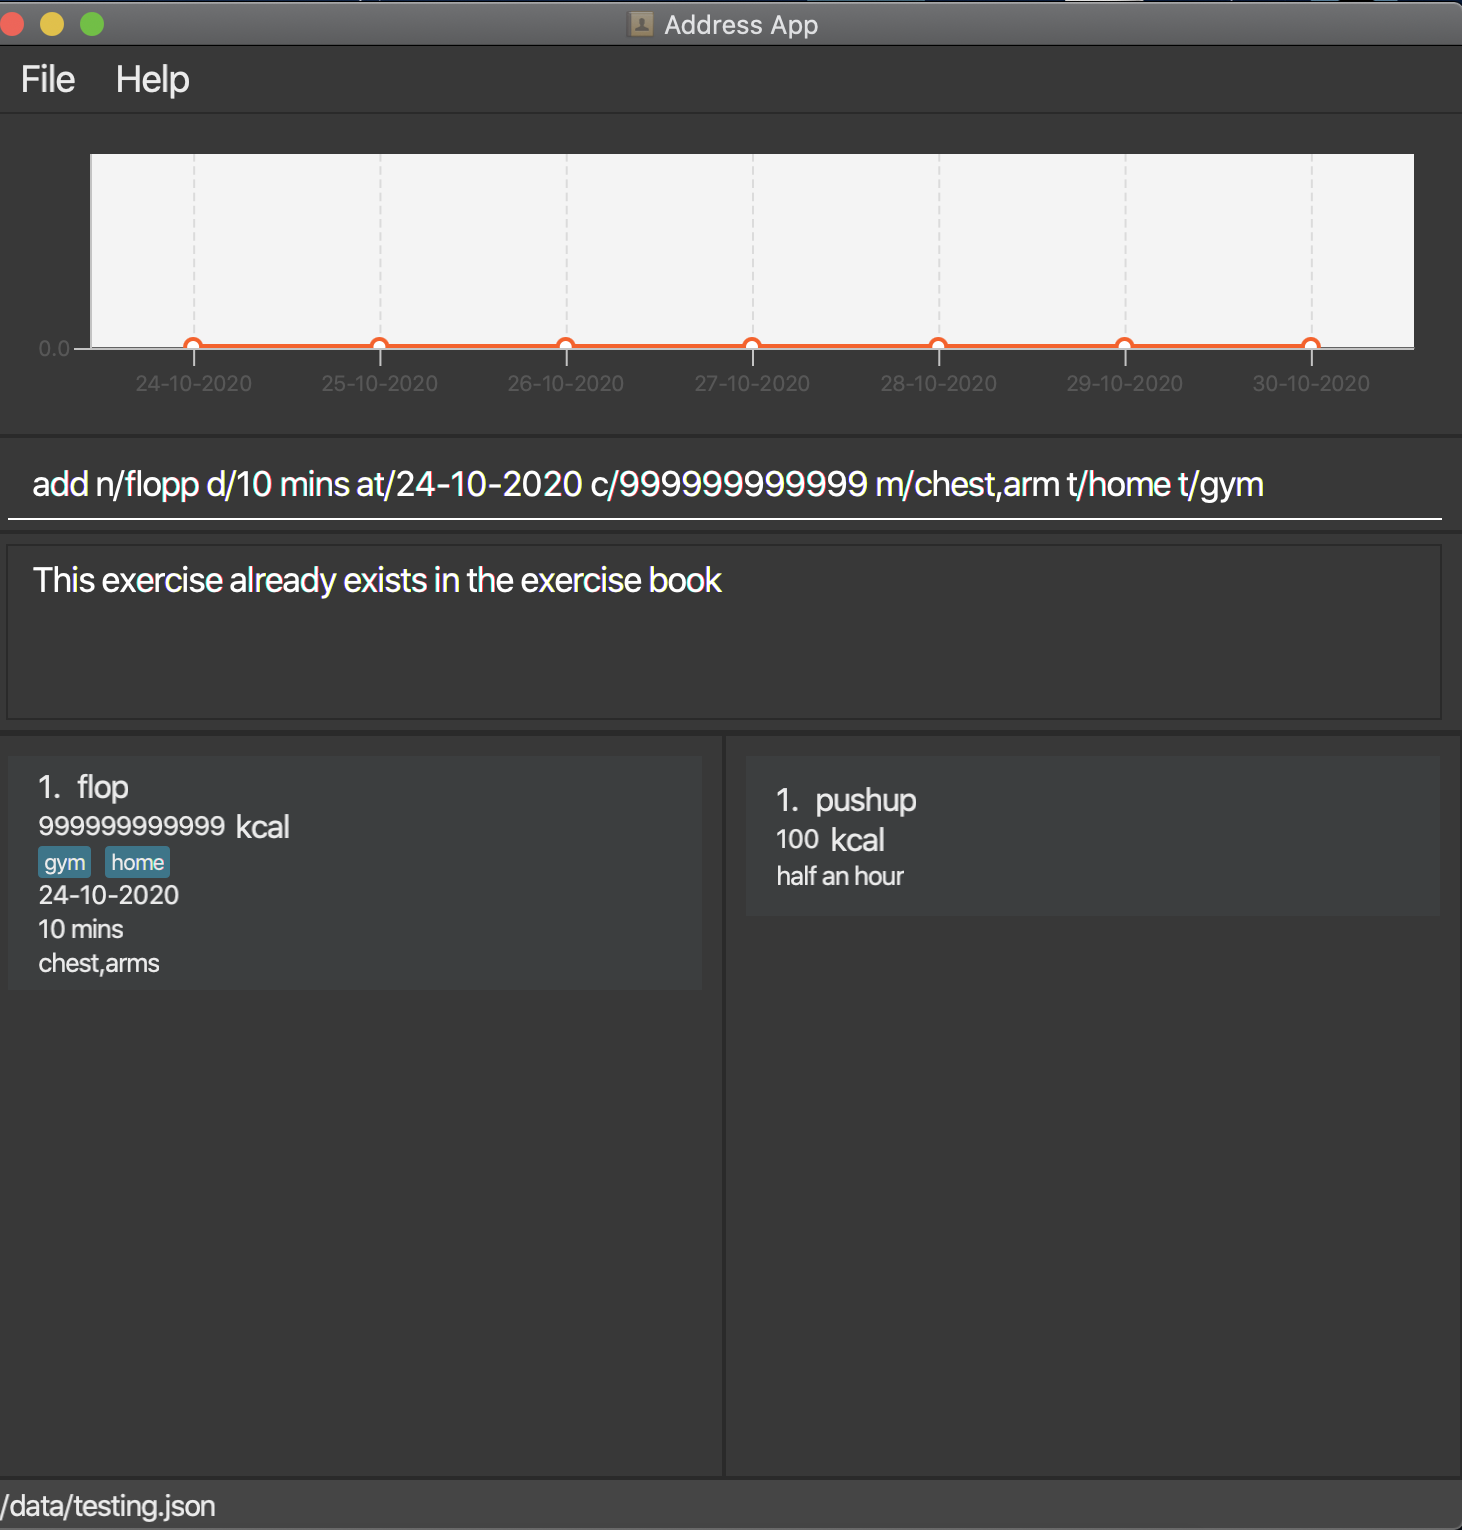 Address App
File Help
0.0
24-10-2020 25-10-2020 26-10-2020 27-10-2020 28-10-2020 29-10-2020 30-10-2020
add n/flopp d/10 mins at/24-10-2020 c/999999999999 m/chest,arm t/home t/gym
This exercise already exists in the exercise book
1. flop
999999999999 kcal
gym home
24-10-2020
10 mins
chest,arms
1. pushup
100 kcal
half an hour
/data/testing.json